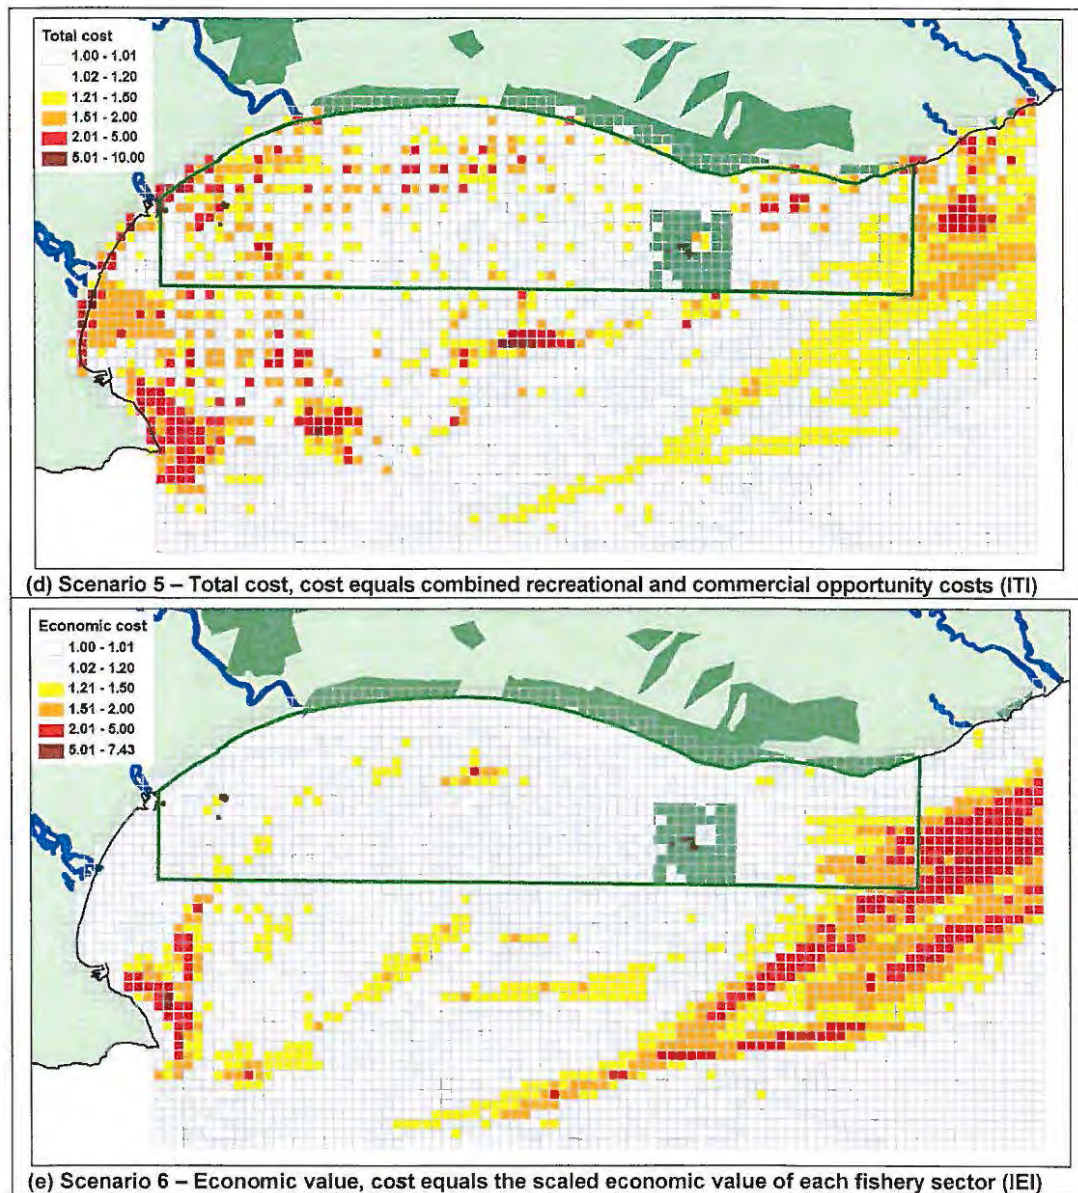 Total cost
1.00 - 1.01
1.02 - 1.20
1.21 - 1.50
1.51 - 2.00
2.01 - 5.00
5.01 - 10.00
(d) Scenario 5 – Total cost, cost equals combined recreational and commercial opportunity costs (ITI)
Economic cost
1.00 - 1.01
1.02 - 1.20
1.21 - 1.50
1.51 - 2.00
2.01 - 5.00
5.01 - 7.43
(e) Scenario 6 – Economic value, cost equals the scaled economic value of each fishery sector (IEI)